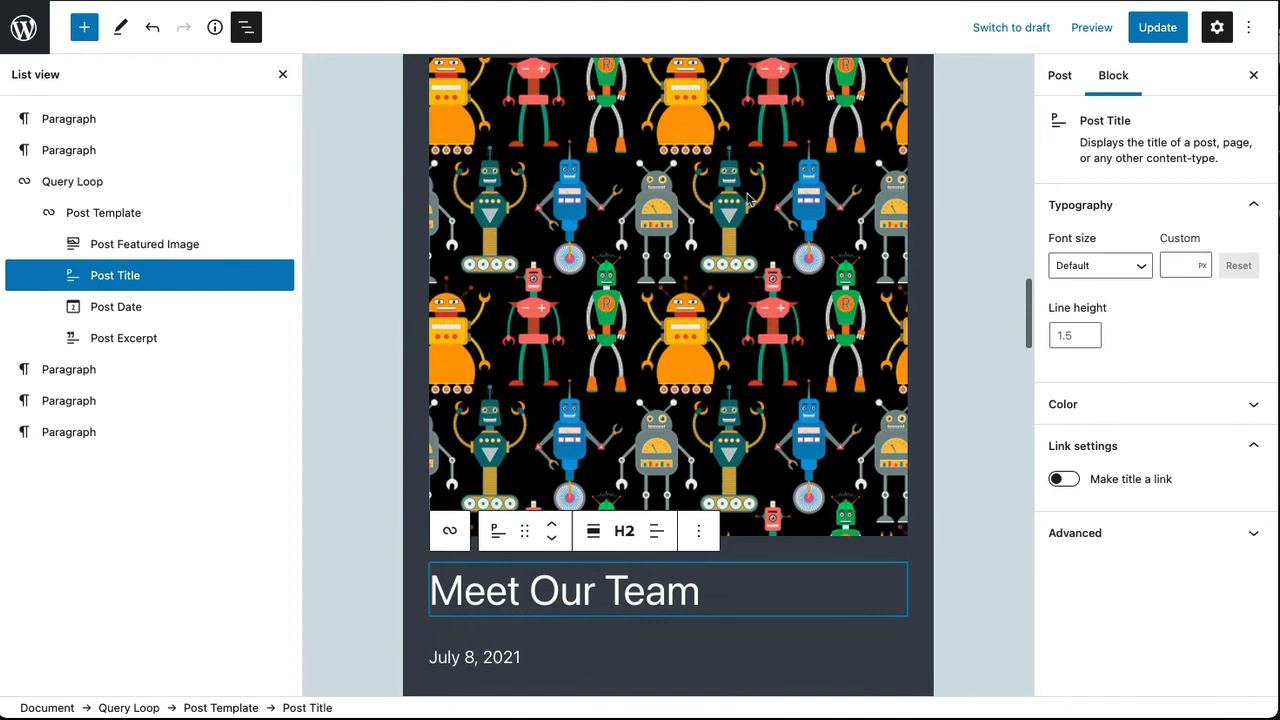 Switch to draft
Preview
Update
List view
Paragraph
Paragraph
Query Loop
Post Template
Post Featured Image
Post Title
Post Date
Post Excerpt
Paragraph
Paragraph
Paragraph
H2
Meet Our Team
July 8, 2021
Post
Block
Post Title
Displays the title of a post, page,
or any other content-type.
Typography
Font size
Custom
Default
PX
Reset
Line height
1.5
Color
Link settings
Make title a link
Advanced
Document → Query Loop → Post Template → Post Title